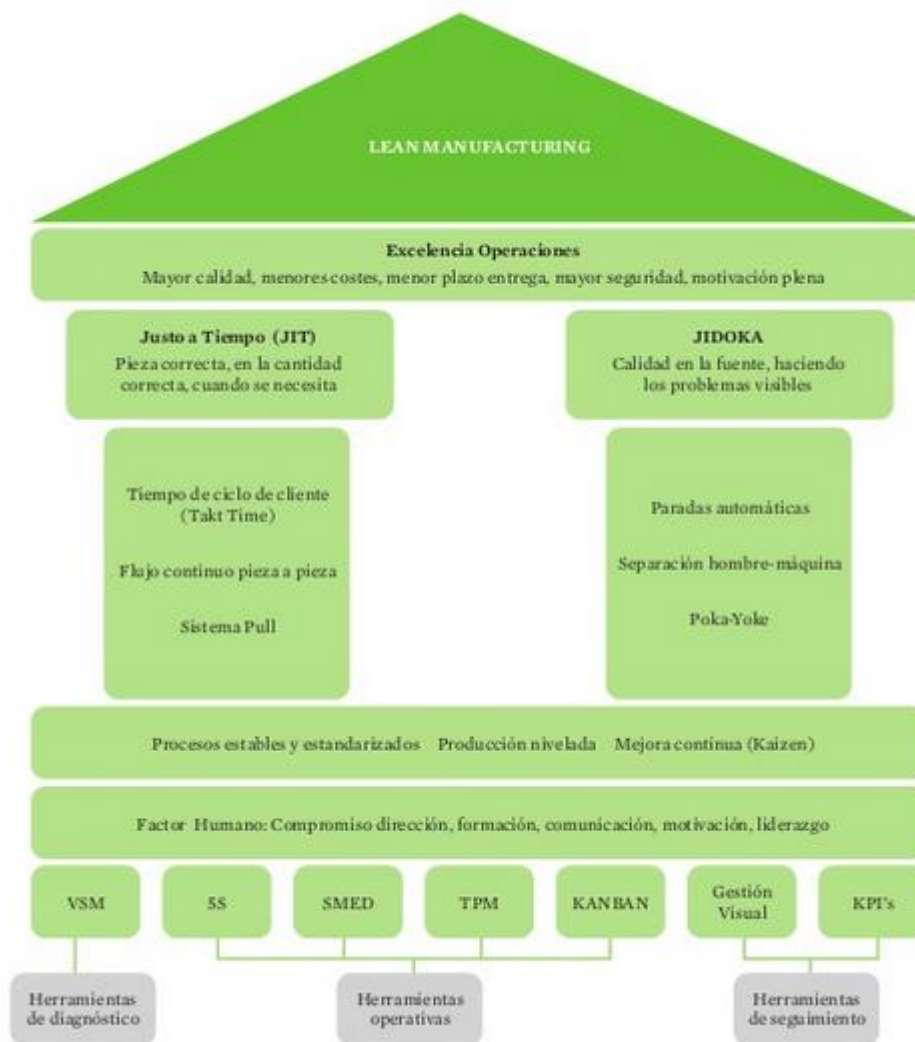 LEAN MANUFACTURING
Excelencia Operaciones
Mayor calidad, menores costes, menor plazo entrega, mayor seguridad, motivación plena
Justo a Tiempo (JIT)
Pieza correcta, en la cantidad
correcta, cuando se necesita
JIDOKA
Calidad en la fuente, haciendo
los problemas visibles
Tiempo de ciclo de cliente
(Takt Time)
Flujo continuo pieza a pieza
Sistema Pull
Paradas automáticas
Separación hombre-máquina
Poka-Yoke
Procesos estables y estandarizados Producción nivelada Mejora continua (Kaizen)
Factor Humano: Compromiso dirección, formación, comunicación, motivación, liderazgo
VSM
5S
SMED
TPM
KANBAN
Gestión
Visual
KPI's
Herramientas
de diagnóstico
Herramientas
operativas
Herramientas
de seguimiento